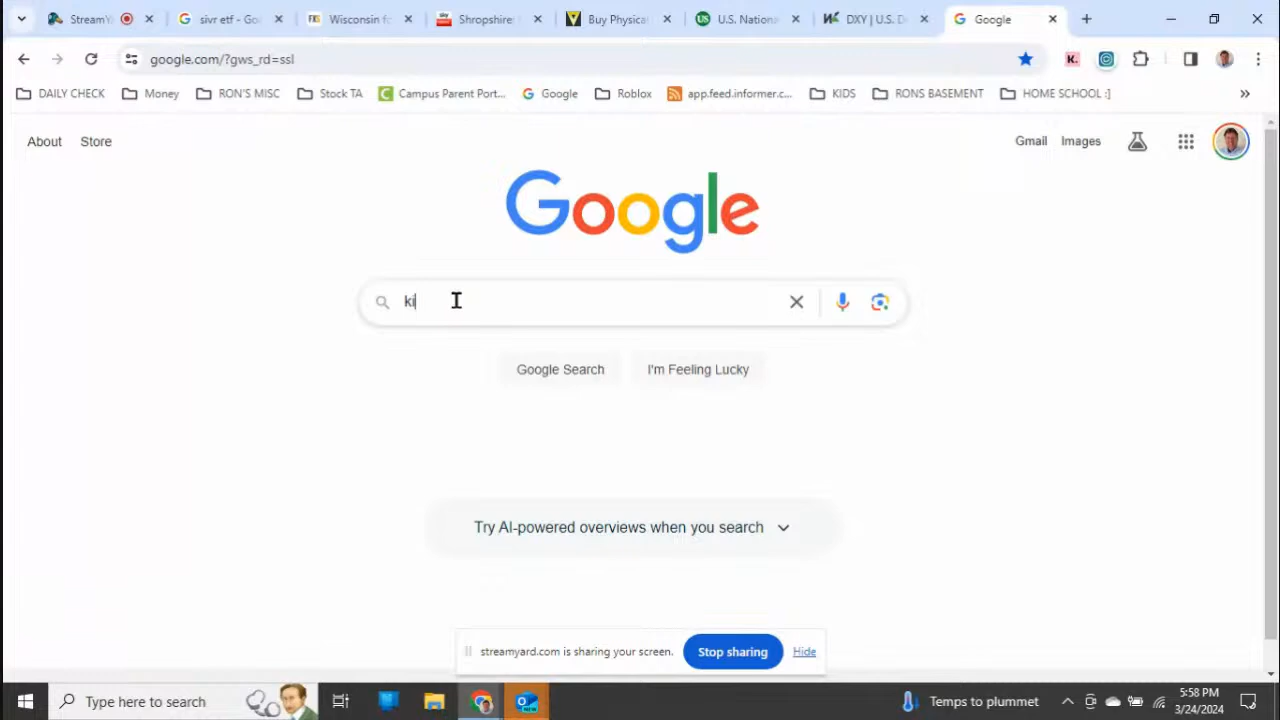 StreamYa
sivr etf - Go
Wisconsin fo
Shropshire
Buy Physica
U.S. Nationa
DXY | U.S. D
Google
google.com/?gws_rd=ssl
DAILY CHECK
Money
RON'S MISC
Stock TA
Campus Parent Port...
Google
Roblox
app.feed.informer.c...
KIDS
RONS BASEMENT
HOME SCHOOL :]
About
Store
Gmail
Images
Google
ki
Google Search
I'm Feeling Lucky
Try AI-powered overviews when you search
streamyard.com is sharing your screen.
Stop sharing
Hide
Type here to search
Temps to plummet
5:58 PM
3/24/2024